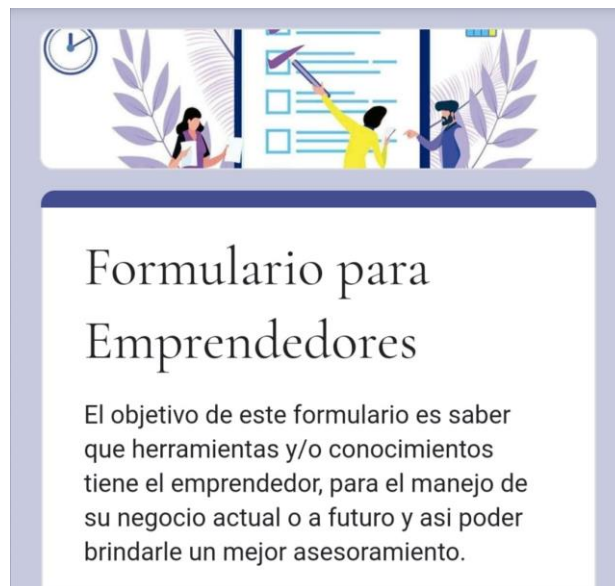 Formulario para
Emprendedores
El objetivo de este formulario es saber
que herramientas y/o conocimientos
tiene el emprendedor, para el manejo de
su negocio actual o a futuro y asi poder
brindarle un mejor asesoramiento.